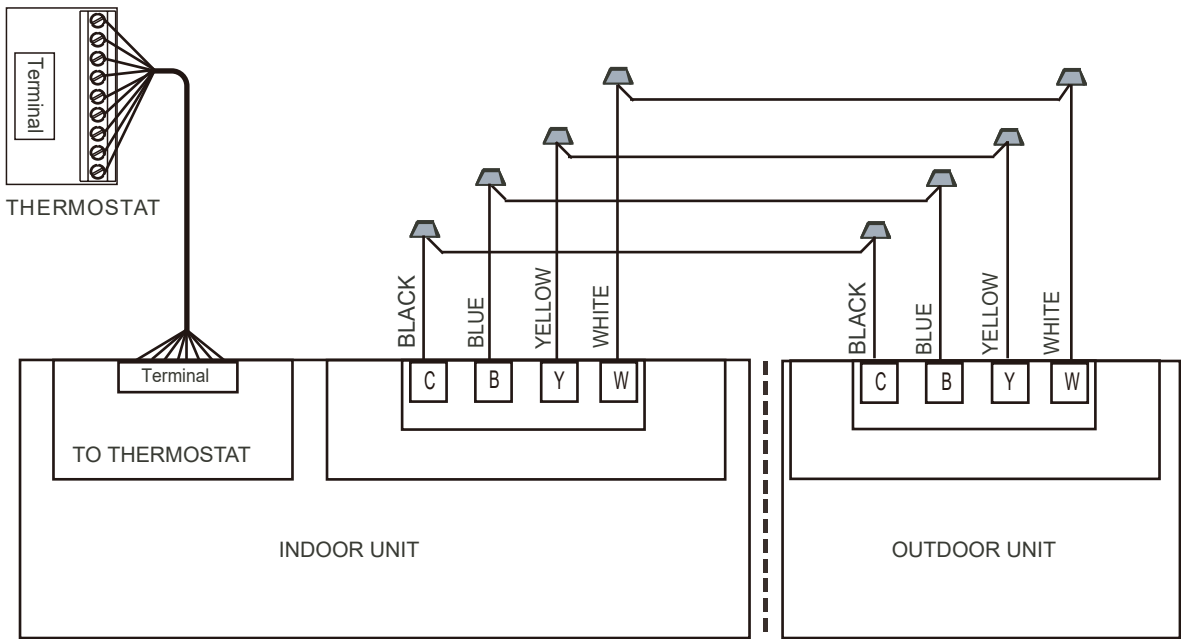 Terminal
THERMOSTAT
BLACK
BLUE
YELLOW
WHITE
BLACK
BLUE
YELLOW
WHITE
Terminal
C B Y W
C B Y W
TO THERMOSTAT
INDOOR UNIT
OUTDOOR UNIT